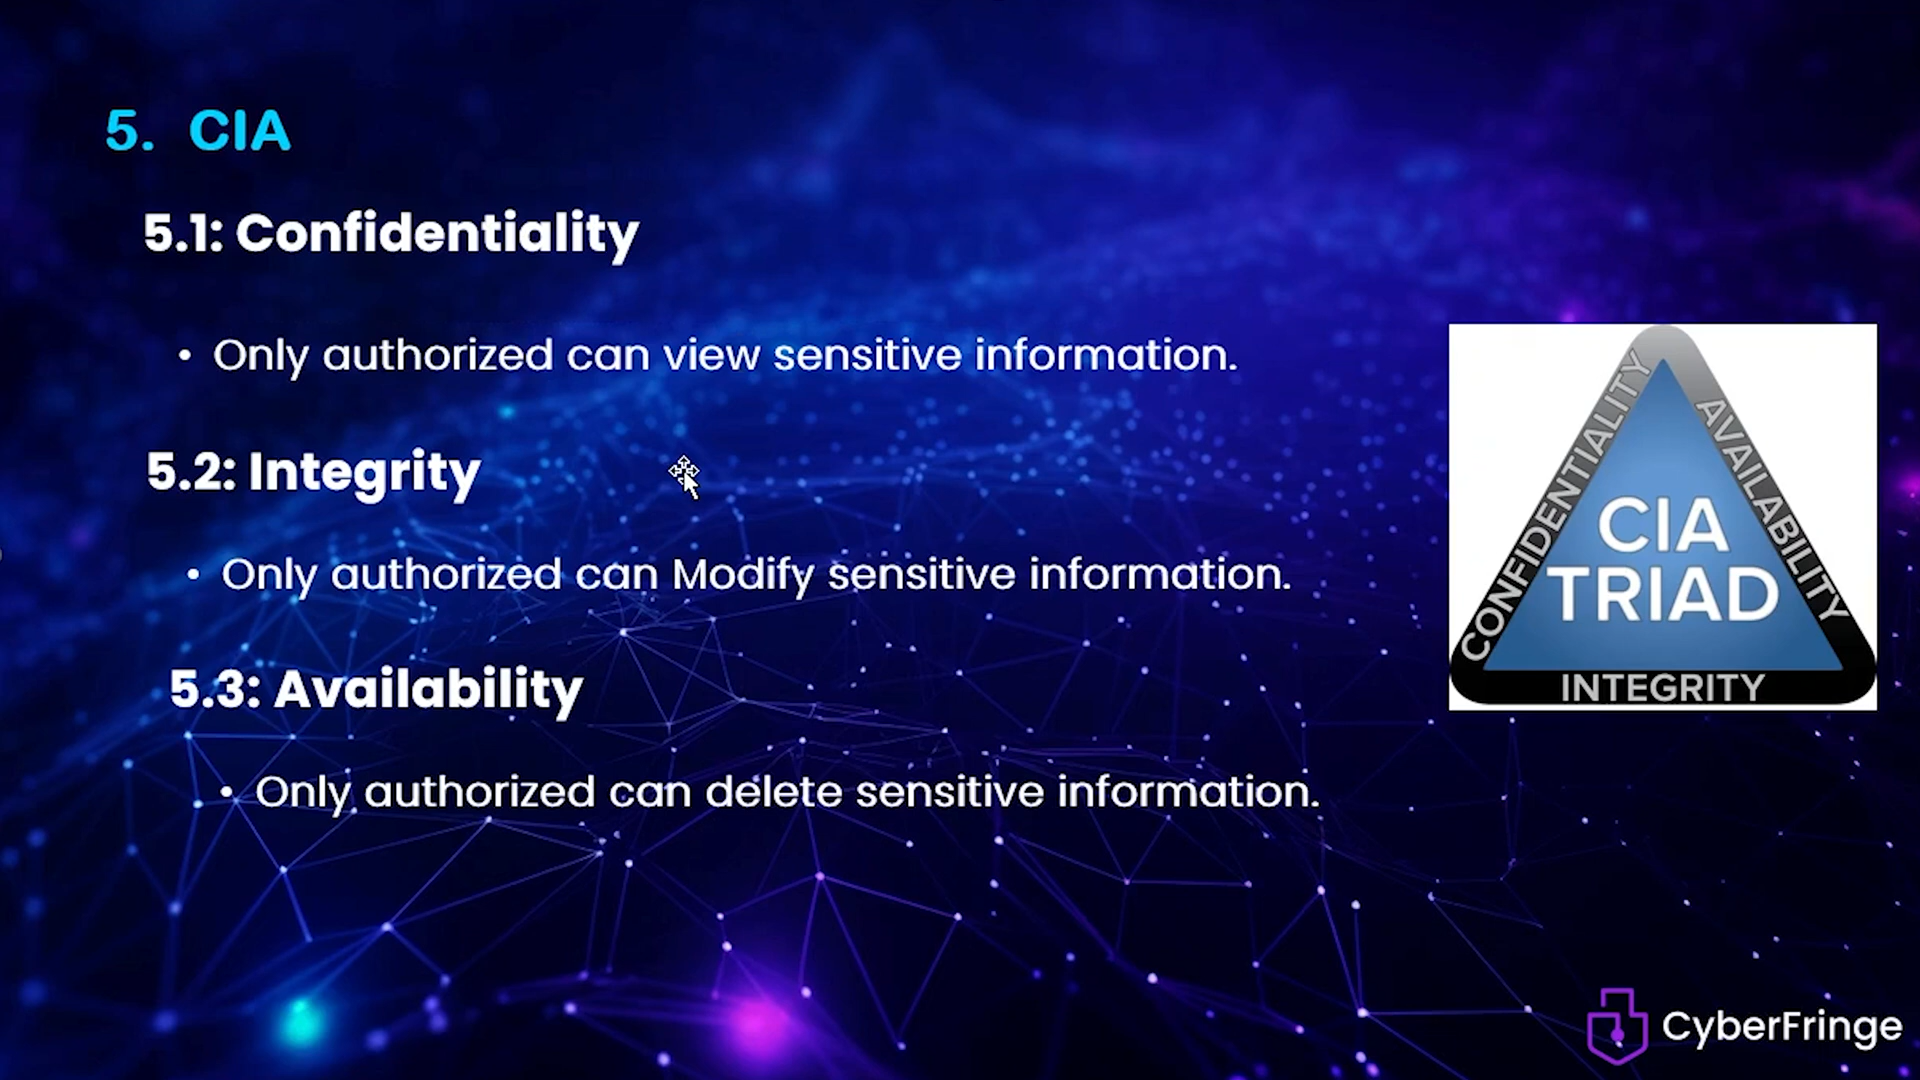 5. CIA
5.1: Confidentiality
• Only authorized can view sensitive information.
5.2: Integrity
• Only authorized can Modify sensitive information.
5.3: Availability
• Only authorized can delete sensitive information.
CONFIDENTIALITY
AVAILABILITY
CIA
TRIAD
INTEGRITY
CyberFringe